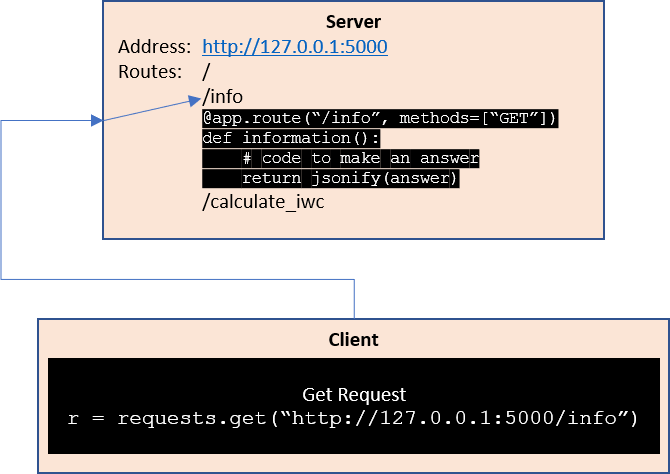 Server
Address: http://127.0.0.1:5000
Routes: /
/info
@app.route(“/info”, methods=[“GET”])
def information():
    # code to make an answer
    return jsonify(answer)
/calculate_iwc
Client
Get Request
r = requests.get(“http://127.0.0.1:5000/info”)